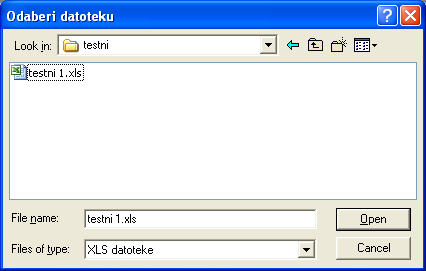 Odaberi datoteku
Look in: testni
testni 1.xls
File name: testni 1.xls Open
Files of type: XLS datoteke Cancel